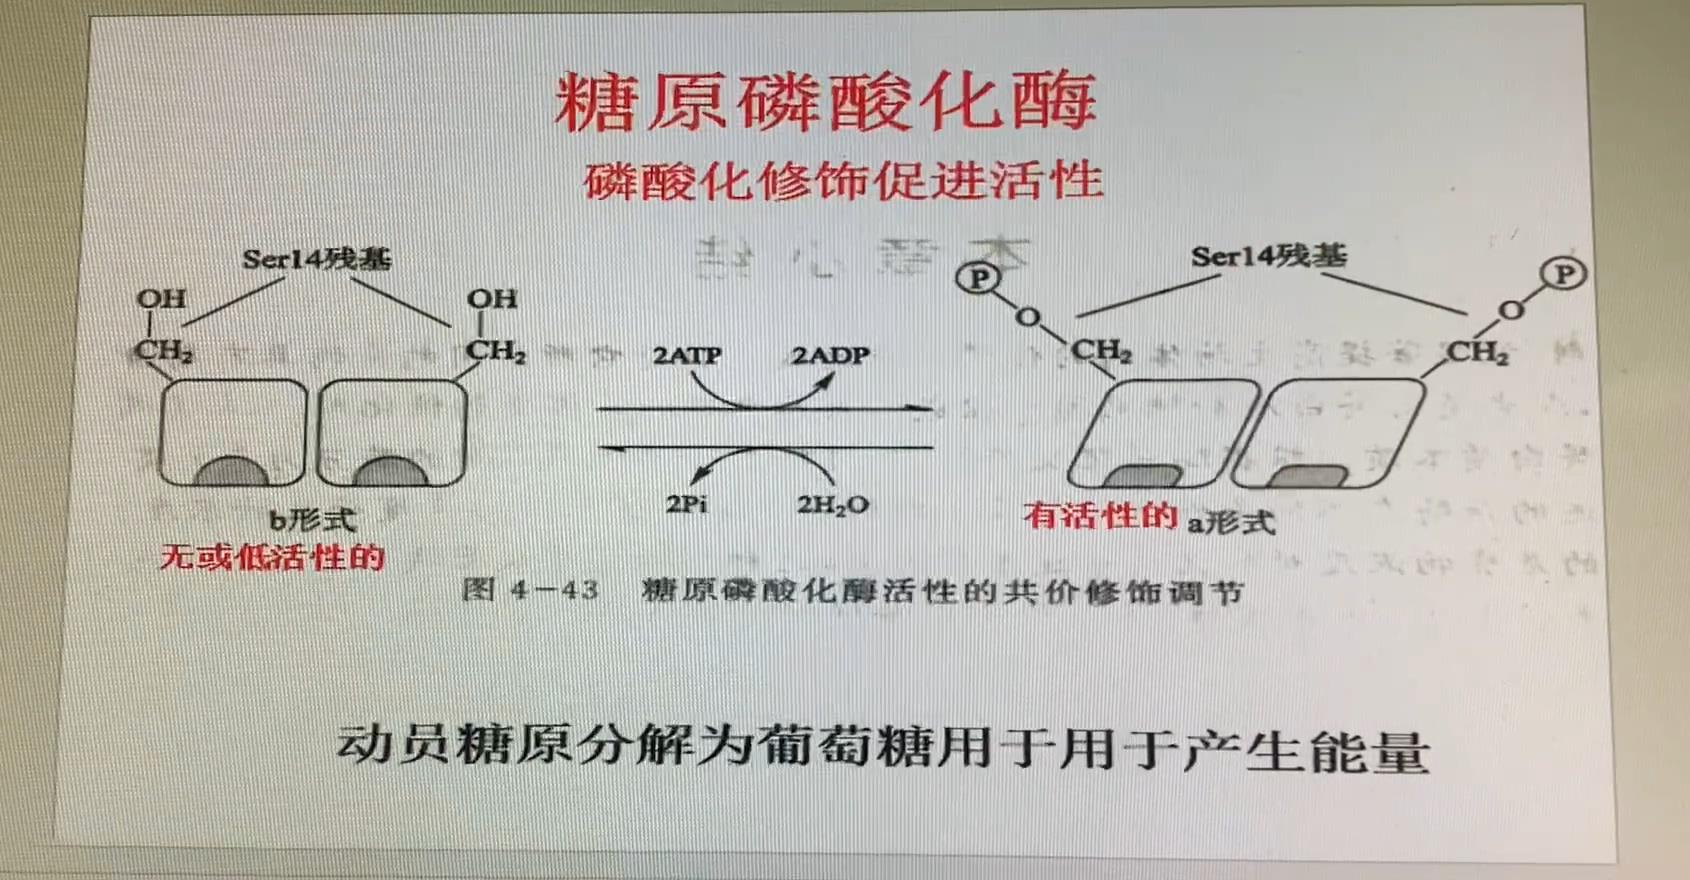 糖原磷酸化酶
磷酸化修饰促进活性
Ser14残基
OH
OH
CH₂
CH₂
b形式
无或低活性的
2ATP
2ADP
2Pi
2H₂O
Ser14残基
P
P
O
O
CH₂
CH₂
有活性的 a形式
图 4-43 糖原磷酸化酶活性的共价修饰调节
动员糖原分解为葡萄糖用于用于产生能量